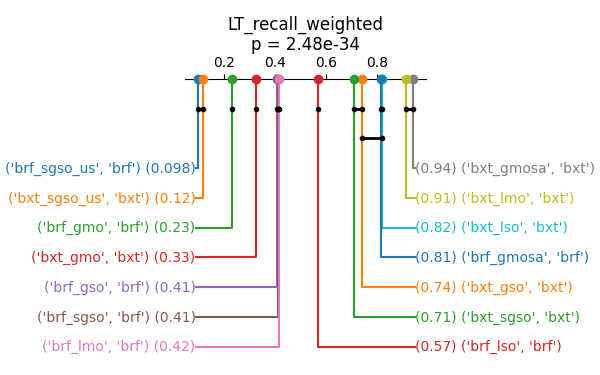 LT_recall_weighted
p = 2.48e-34
0.2 0.4 0.6 0.8
('brf_sgso_us', 'brf') (0.098) (0.94) ('bxt_gmosa', 'bxt')
('bxt_sgso_us', 'bxt') (0.12) (0.91) ('bxt_lmo', 'bxt')
('brf_gmo', 'brf') (0.23) (0.82) ('bxt_lso', 'bxt')
('bxt_gmo', 'bxt') (0.33) (0.81) ('brf_gmosa', 'brf')
('brf_gso', 'brf') (0.41) (0.74) ('bxt_gso', 'bxt')
('brf_sgso', 'brf') (0.41) (0.71) ('bxt_sgso', 'bxt')
('brf_lmo', 'brf') (0.42) (0.57) ('brf_lso', 'brf')